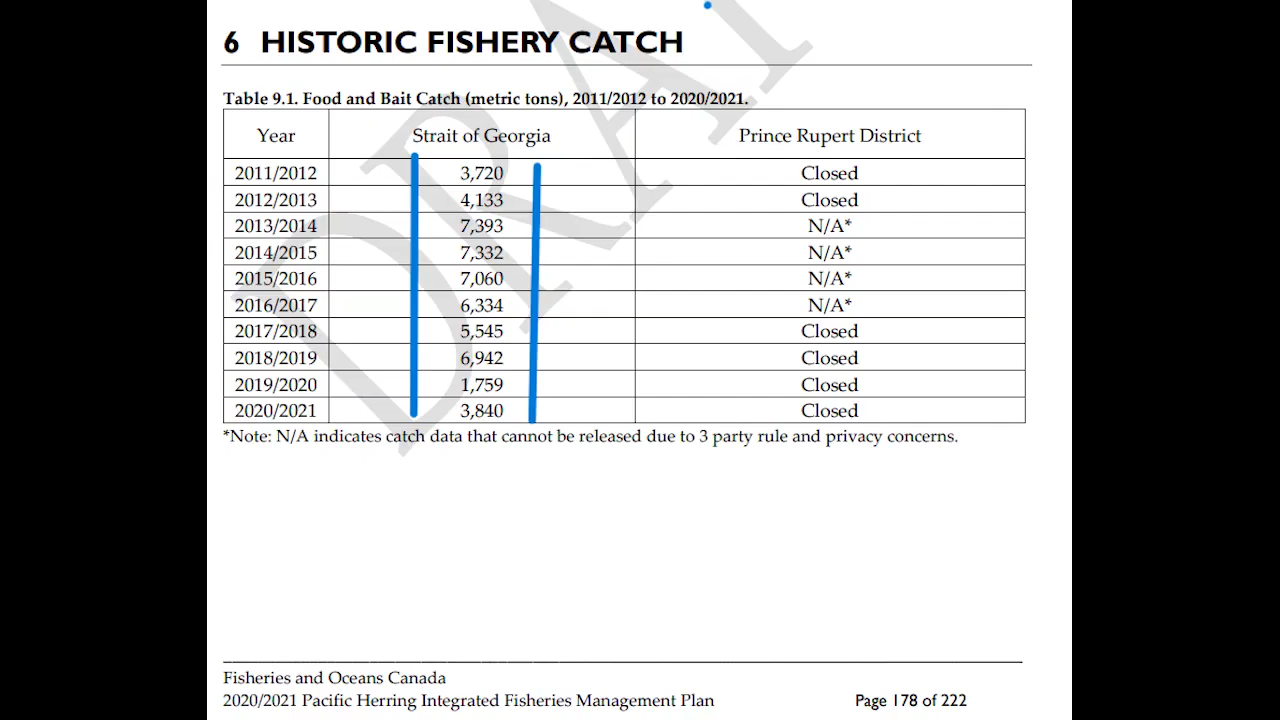 6 HISTORIC FISHERY CATCH
Table 9.1. Food and Bait Catch (metric tons), 2011/2012 to 2020/2021.
Year Strait of Georgia Prince Rupert District
2011/2012 3,720 Closed
2012/2013 4,133 Closed
2013/2014 7,393 N/A*
2014/2015 7,332 N/A*
2015/2016 7,060 N/A*
2016/2017 6,334 N/A*
2017/2018 5,545 Closed
2018/2019 6,942 Closed
2019/2020 1,759 Closed
2020/2021 3,840 Closed
*Note: N/A indicates catch data that cannot be released due to 3 party rule and privacy concerns.
Fisheries and Oceans Canada
2020/2021 Pacific Herring Integrated Fisheries Management Plan Page 178 of 222